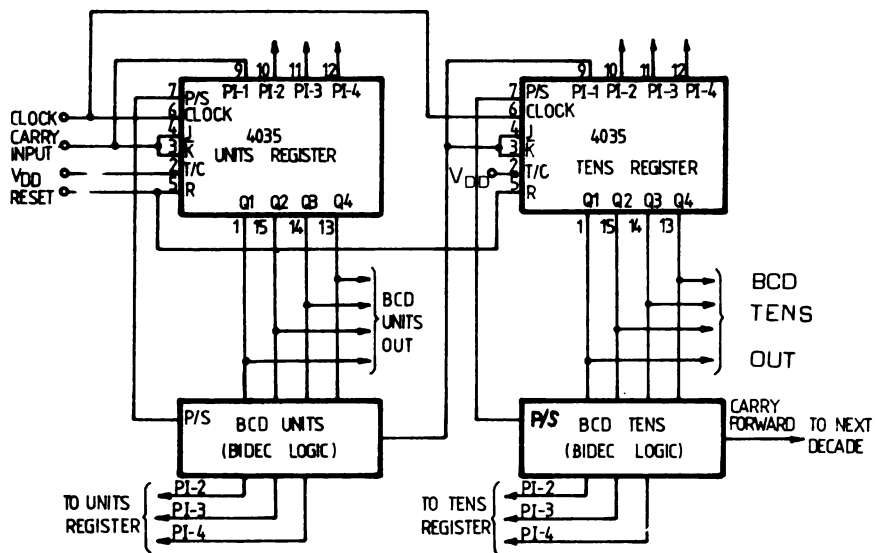 9 10 11 12
7 P/S PI-1 PI-2 PI-3 PI-4
CLOCK 6 CLOCK
CARRY INPUT 4 J
3 K̅
4035
UNITS REGISTER
VDD 2 T/C
RESET 5 R
Q1 Q2 Q3 Q4
1 15 14 13
BCD
UNITS
OUT
P/S BCD UNITS
(BIDEC LOGIC)
TO UNITS
REGISTER
PI-2
PI-3
PI-4
9 10 11 12
7 P/S PI-1 PI-2 PI-3 PI-4
6 CLOCK
4 J
3 K̅
4035
TENS REGISTER
VDD 2 T/C
5 R
Q1 Q2 Q3 Q4
1 15 14 13
BCD
TENS
OUT
P/S BCD TENS
(BIDEC LOGIC)
CARRY
FORWARD TO NEXT
DECADE
TO TENS
REGISTER
PI-2
PI-3
PI-4